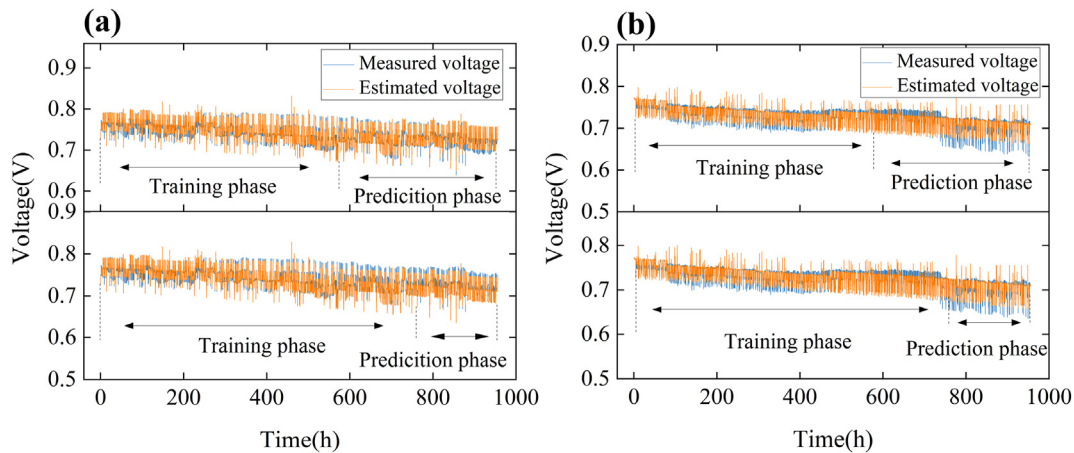 (a)
Measured voltage
Estimated voltage
0.9
0.8
0.7
0.6
Training phase
Predicition phase
0.9
0.8
0.7
0.6
0.5
Training phase
Predicition phase
0 200 400 600 800 1000
Voltage(V)
Time(h)
(b)
Measured voltage
Estimated voltage
0.9
0.8
0.7
0.6
0.5
Training phase
Prediction phase
0.8
0.7
0.6
0.5
Training phase
Prediction phase
0 200 400 600 800 1000
Voltage(V)
Time(h)